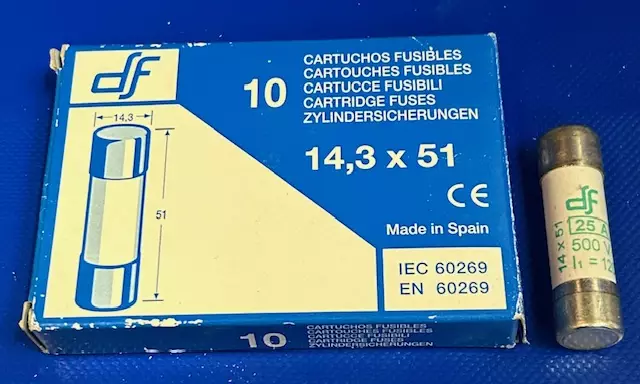 df
10
CARTUCHOS FUSIBLES
CARTOUCHES FUSIBLES
CARTUCCE FUSIBILI
CARTRIDGE FUSES
ZYLINDERSICHERUNGEN
14,3
51
14,3 x 51
CE
Made in Spain
IEC 60269
EN 60269
10
CARTUCHOS FUSIBLES
CARTOUCHES FUSIBLES
CARTUCCE FUSIBILI
CARTRIDGE FUSES
ZYLINDERSICHERUNGEN
df
14 x 51
25 A
500 V